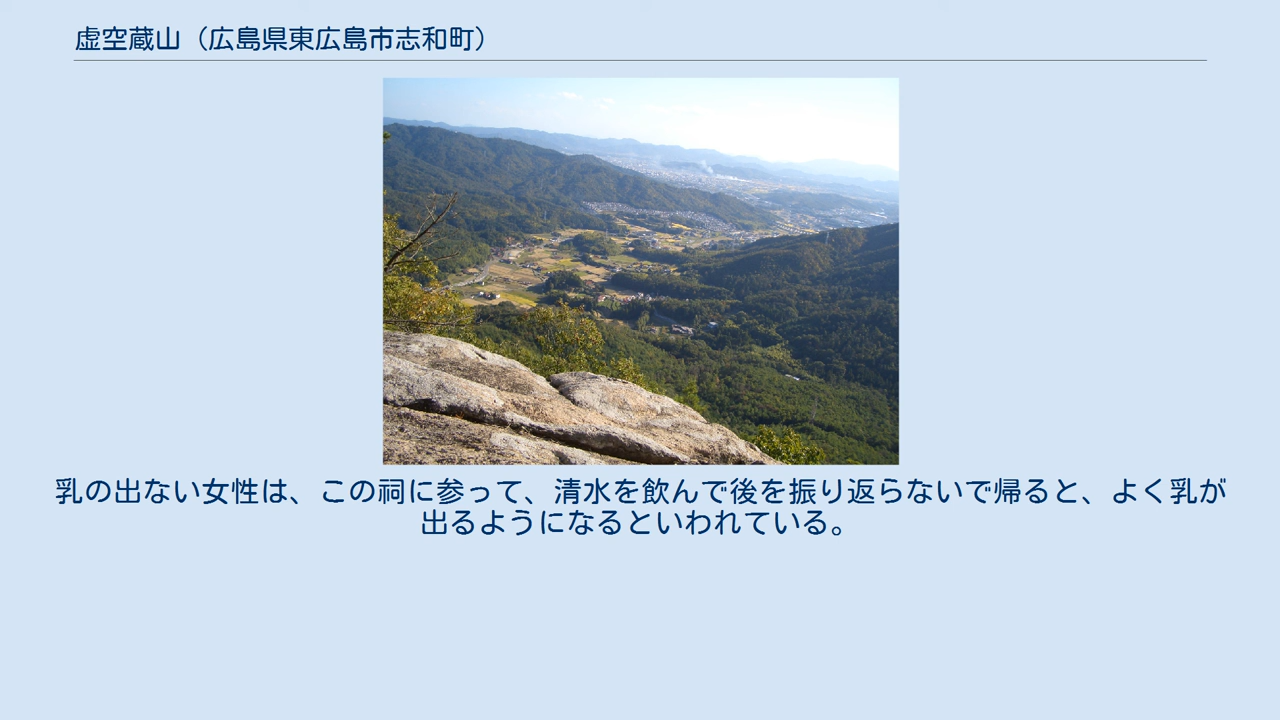 虚空蔵山（広島県東広島市志和町）
乳の出ない女性は、この祠に参って、清水を飲んで後を振り返らないで帰ると、よく乳が
出るようになるといわれている。